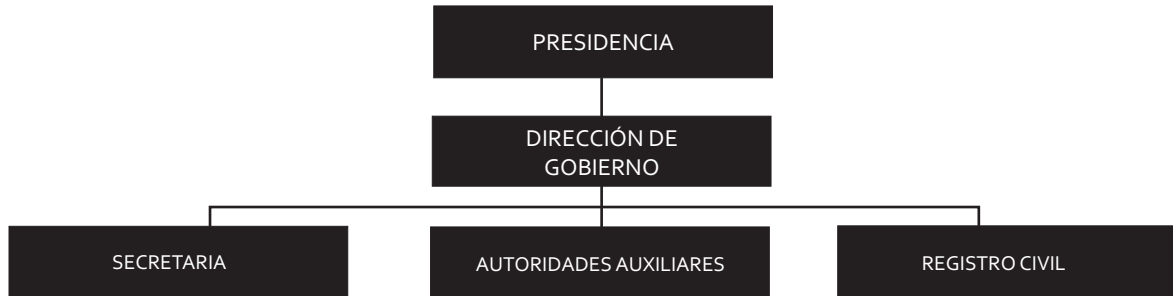 PRESIDENCIA
DIRECCIÓN DE
GOBIERNO
SECRETARIA
AUTORIDADES AUXILIARES
REGISTRO CIVIL